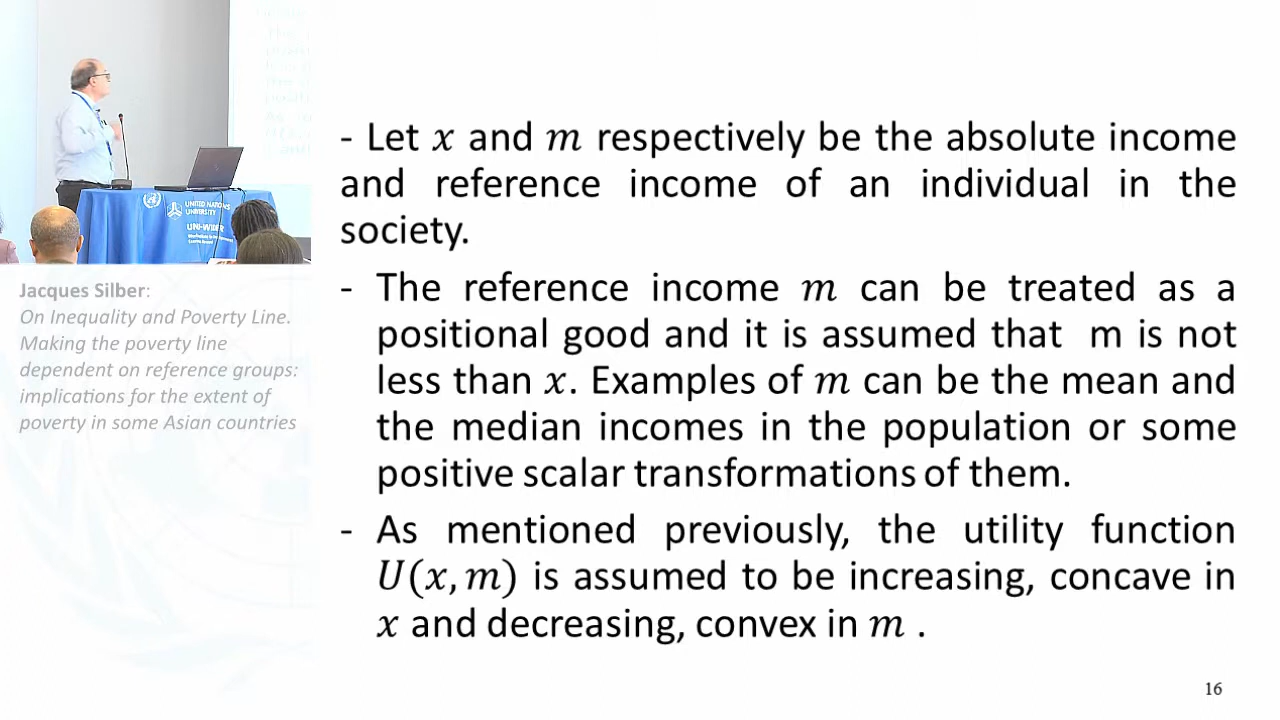 UNITED NATIONS
UNIVERSITY
UNU-WIDER
Jacques Silber:
On Inequality and Poverty Line.
Making the poverty line
dependent on reference groups:
implications for the extent of
poverty in some Asian countries
- Let x and m respectively be the absolute income
and reference income of an individual in the
society.
- The reference income m can be treated as a
positional good and it is assumed that m is not
less than x. Examples of m can be the mean and
the median incomes in the population or some
positive scalar transformations of them.
- As mentioned previously, the utility function
U(x, m) is assumed to be increasing, concave in
x and decreasing, convex in m .
16